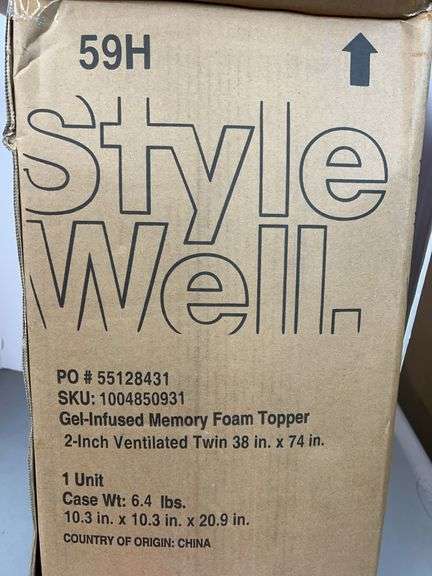 59H
Style
Well.
PO # 55128431
SKU: 1004850931
Gel-Infused Memory Foam Topper
2-Inch Ventilated Twin 38 in. x 74 in.
1 Unit
Case Wt: 6.4 lbs.
10.3 in. x 10.3 in. x 20.9 in.
COUNTRY OF ORIGIN: CHINA